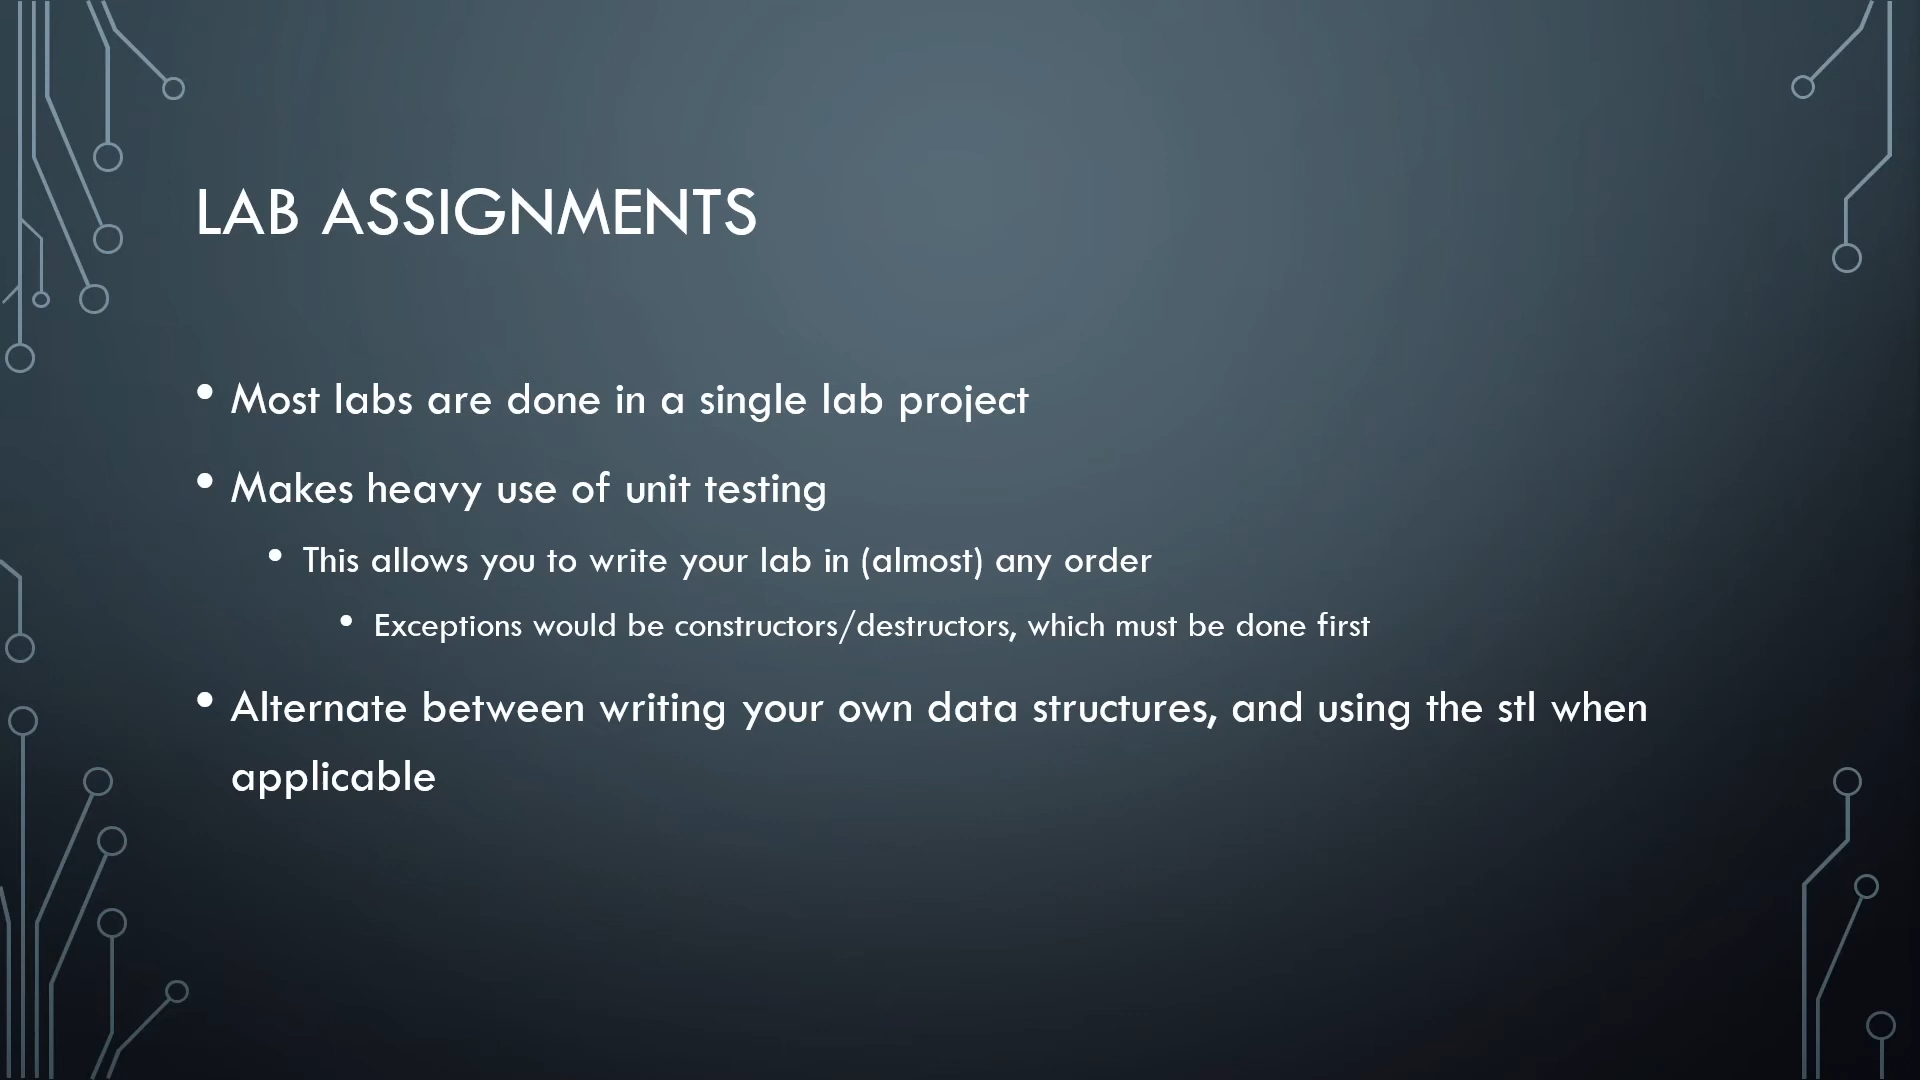 LAB ASSIGNMENTS
• Most labs are done in a single lab project
• Makes heavy use of unit testing
• This allows you to write your lab in (almost) any order
• Exceptions would be constructors/destructors, which must be done first
• Alternate between writing your own data structures, and using the stl when
applicable